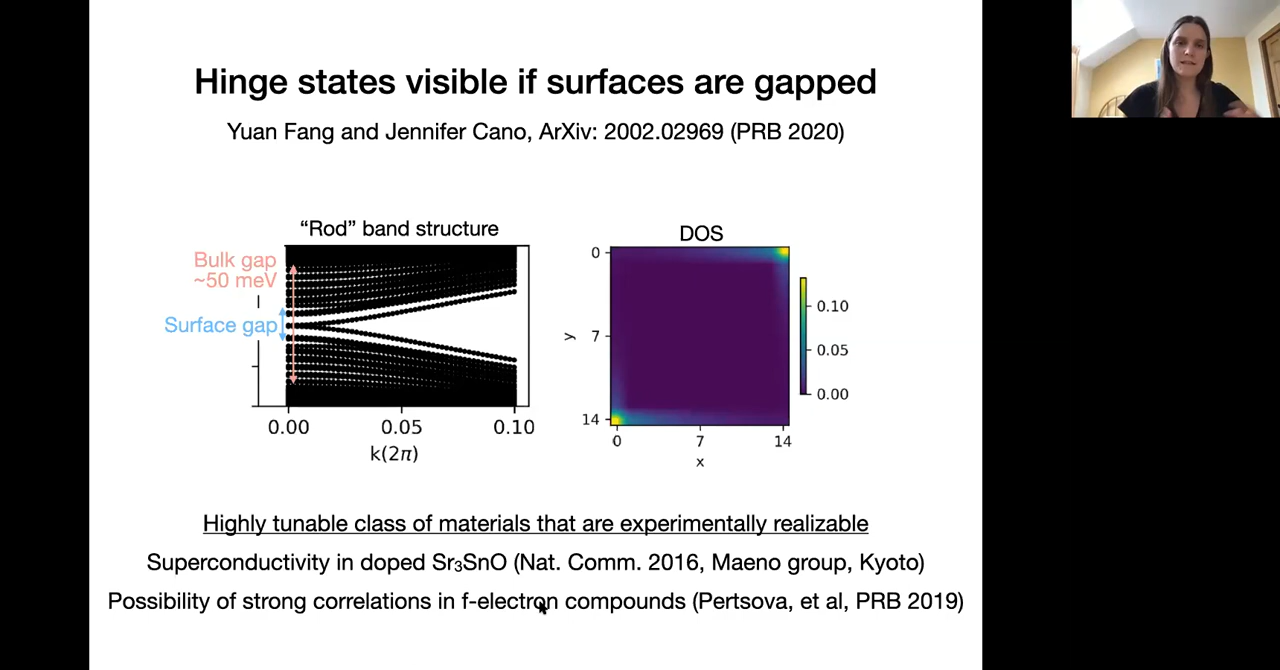 Hinge states visible if surfaces are gapped
Yuan Fang and Jennifer Cano, ArXiv: 2002.02969 (PRB 2020)
“Rod” band structure
Bulk gap
~50 meV
Surface gap
0.00 0.05 0.10
k(2π)
DOS
0
7
14
y
0 7 14
x
0.10
0.05
0.00
Highly tunable class of materials that are experimentally realizable
Superconductivity in doped Sr₃SnO (Nat. Comm. 2016, Maeno group, Kyoto)
Possibility of strong correlations in f-electron compounds (Pertsova, et al, PRB 2019)